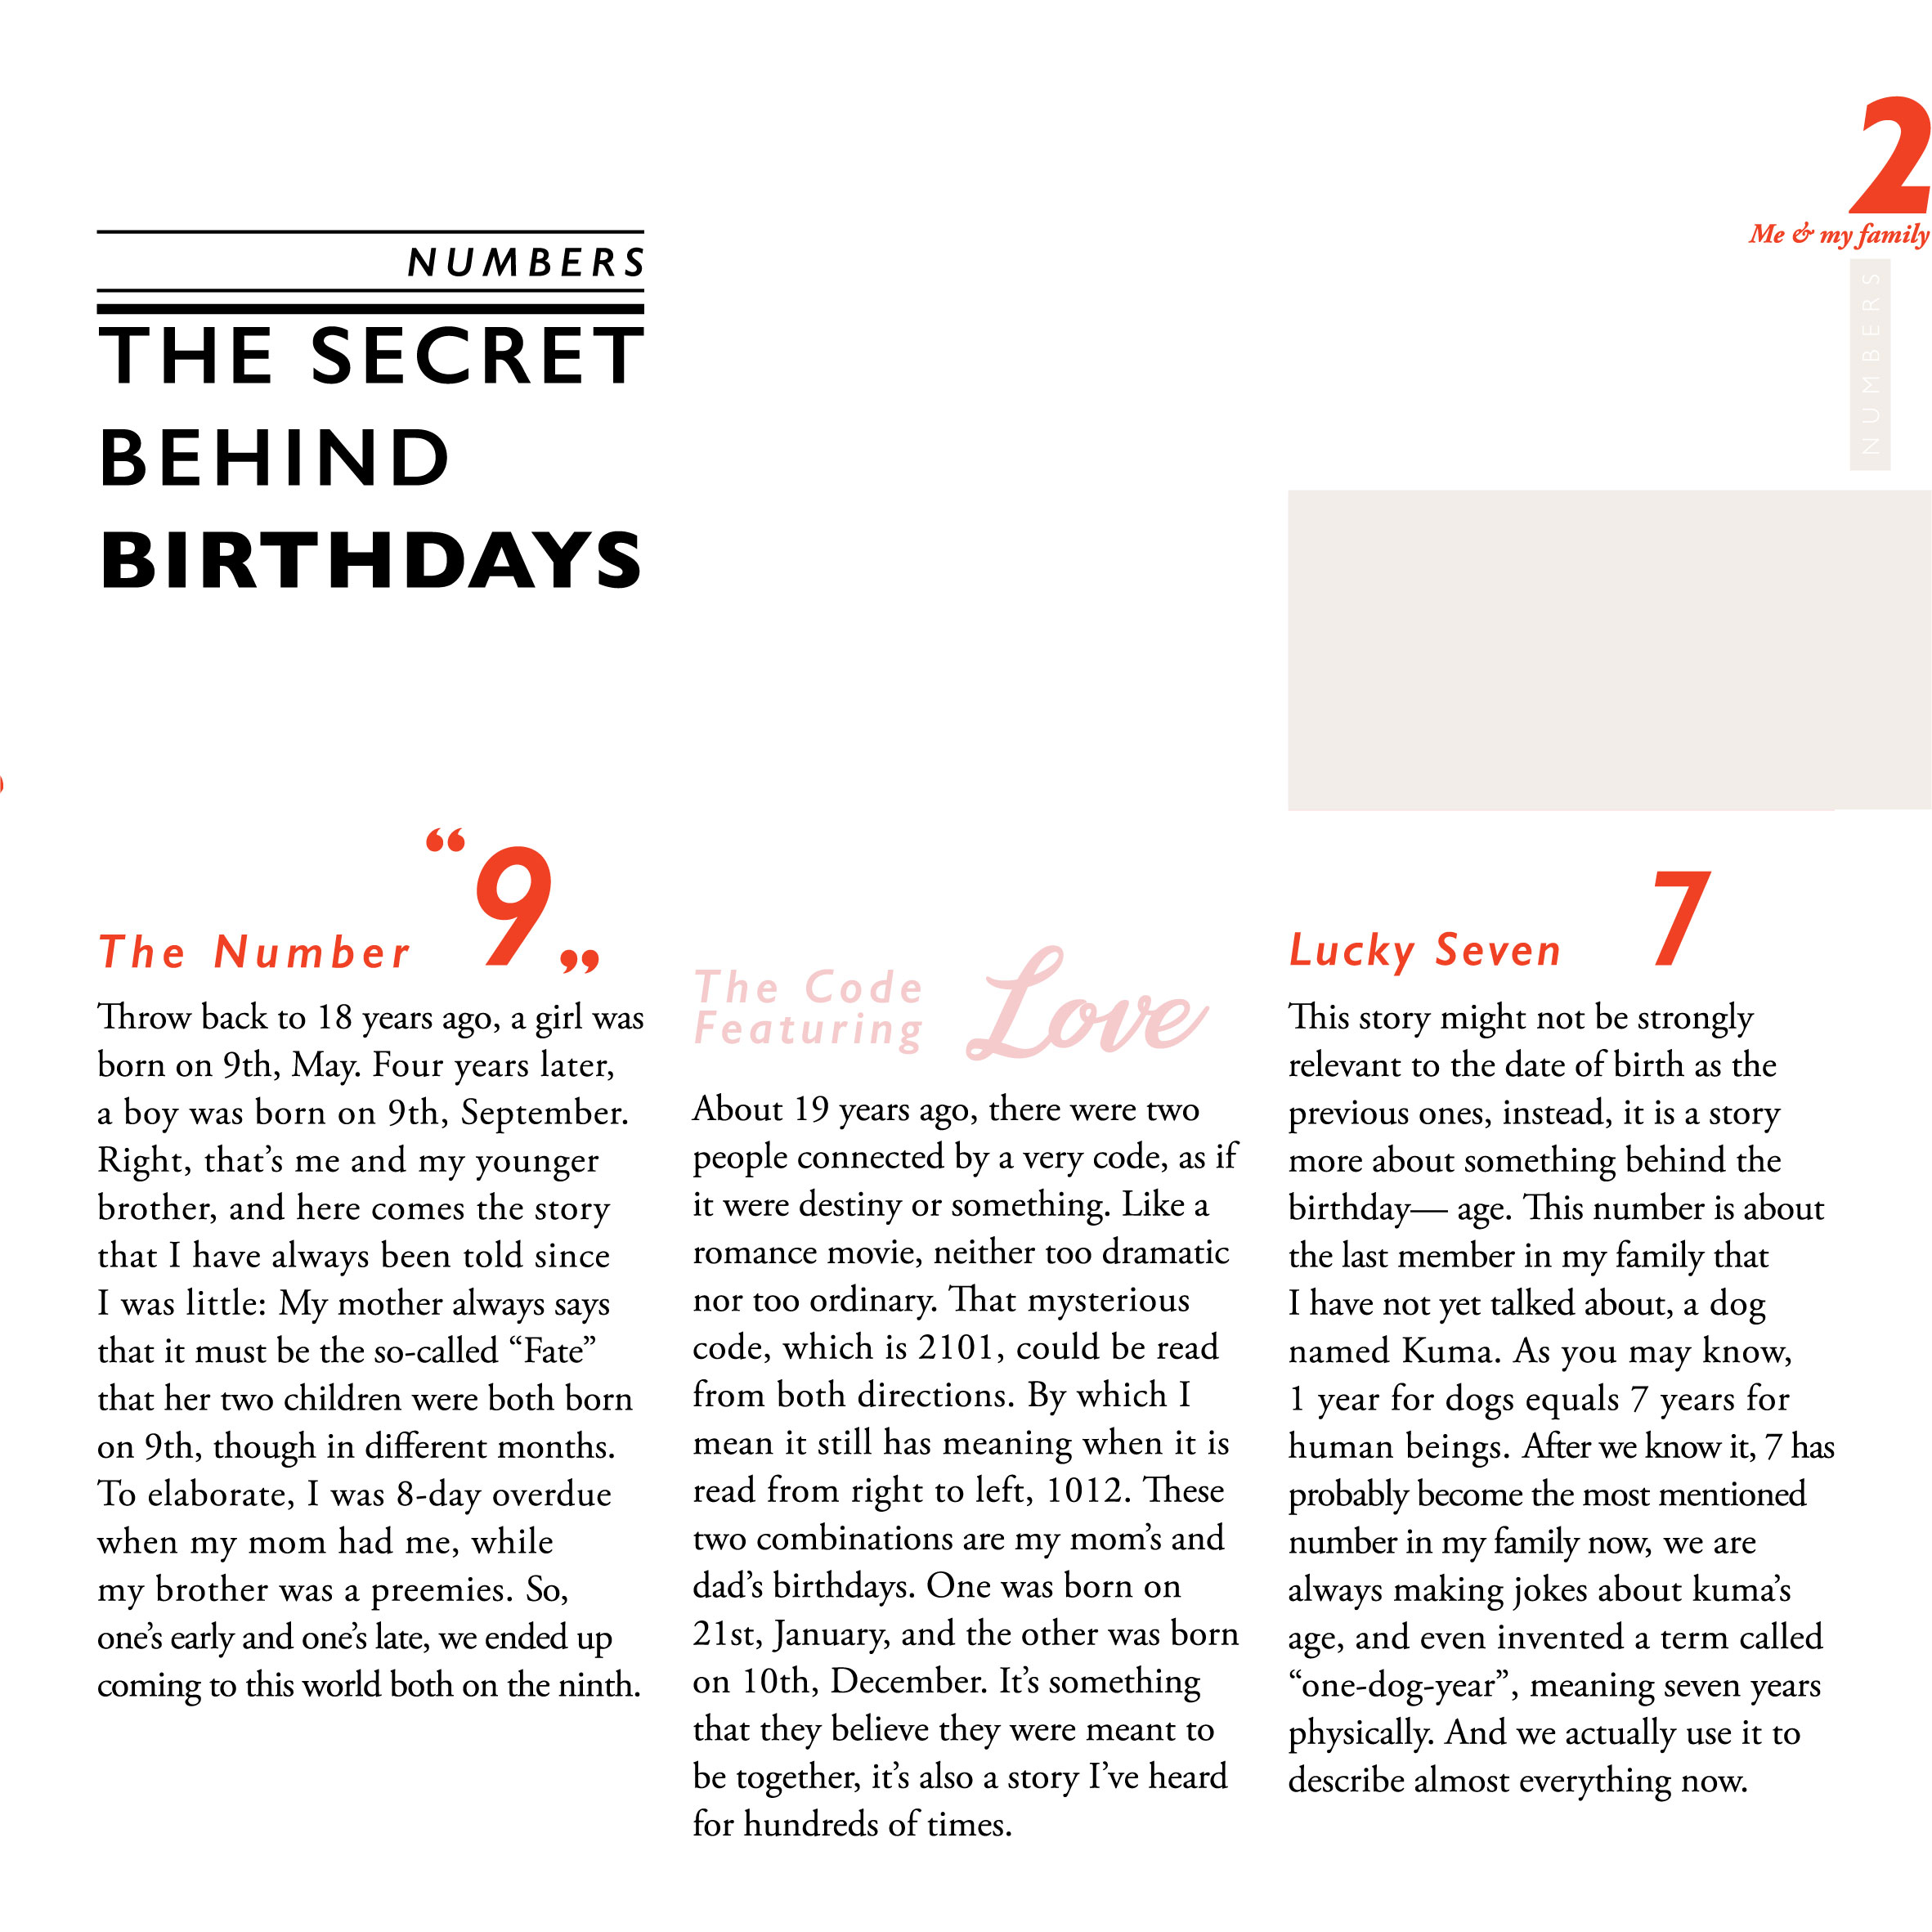 2
Me & my family
NUMBERS
NUMBERS
THE SECRET
BEHIND
BIRTHDAYS
The Number “9”
Throw back to 18 years ago, a girl was
born on 9th, May. Four years later,
a boy was born on 9th, September.
Right, that’s me and my younger
brother, and here comes the story
that I have always been told since
I was little: My mother always says
that it must be the so-called “Fate”
that her two children were both born
on 9th, though in different months.
To elaborate, I was 8-day overdue
when my mom had me, while
my brother was a preemies. So,
one’s early and one’s late, we ended up
coming to this world both on the ninth.
The Code
Featuring Love
About 19 years ago, there were two
people connected by a very code, as if
it were destiny or something. Like a
romance movie, neither too dramatic
nor too ordinary. That mysterious
code, which is 2101, could be read
from both directions. By which I
mean it still has meaning when it is
read from right to left, 1012. These
two combinations are my mom’s and
dad’s birthdays. One was born on
21st, January, and the other was born
on 10th, December. It’s something
that they believe they were meant to
be together, it’s also a story I’ve heard
for hundreds of times.
Lucky Seven 7
This story might not be strongly
relevant to the date of birth as the
previous ones, instead, it is a story
more about something behind the
birthday— age. This number is about
the last member in my family that
I have not yet talked about, a dog
named Kuma. As you may know,
1 year for dogs equals 7 years for
human beings. After we know it, 7 has
probably become the most mentioned
number in my family now, we are
always making jokes about kuma’s
age, and even invented a term called
“one-dog-year”, meaning seven years
physically. And we actually use it to
describe almost everything now.